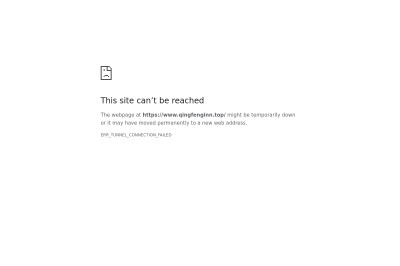 This site can’t be reached
The webpage at https://www.qingfenginn.top/ might be temporarily down
or it may have moved permanently to a new web address.
ERR_TUNNEL_CONNECTION_FAILED